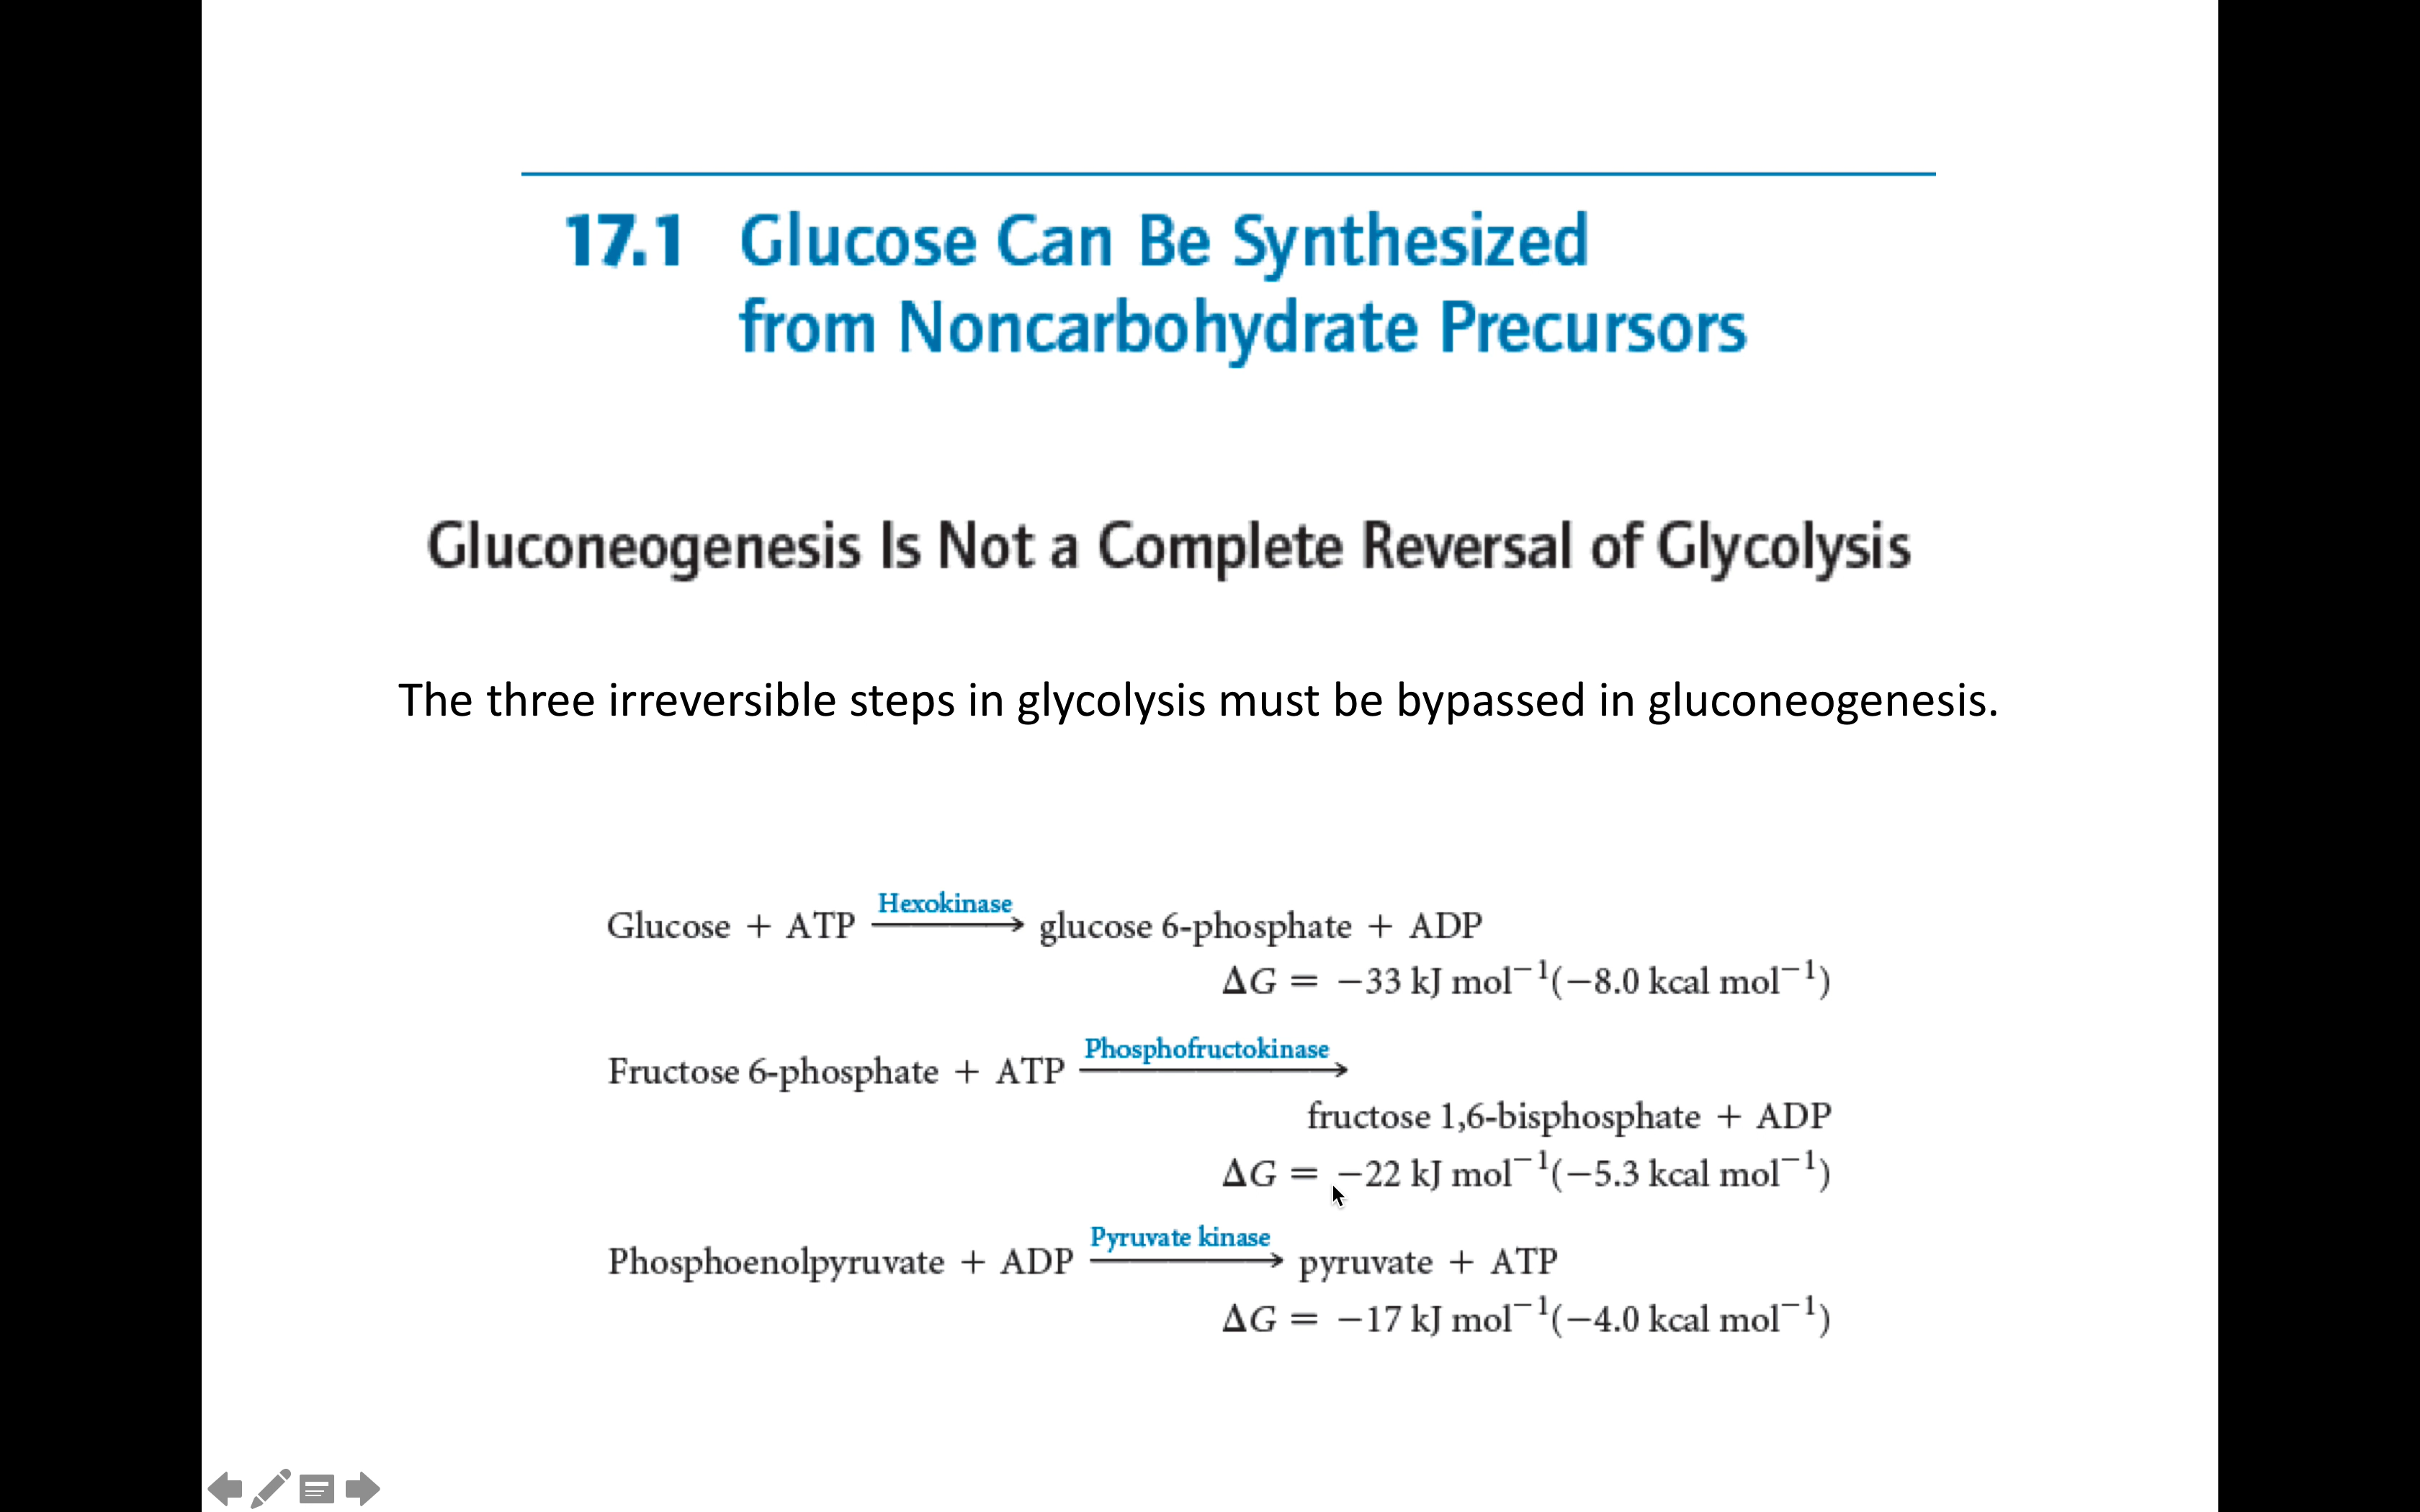 17.1 Glucose Can Be Synthesized
from Noncarbohydrate Precursors
Gluconeogenesis Is Not a Complete Reversal of Glycolysis
The three irreversible steps in glycolysis must be bypassed in gluconeogenesis.
Hexokinase
Glucose + ATP ⟶ glucose 6-phosphate + ADP
ΔG = −33 kJ mol⁻¹(−8.0 kcal mol⁻¹)
Phosphofructokinase
Fructose 6-phosphate + ATP ⟶
fructose 1,6-bisphosphate + ADP
ΔG = −22 kJ mol⁻¹(−5.3 kcal mol⁻¹)
Pyruvate kinase
Phosphoenolpyruvate + ADP ⟶ pyruvate + ATP
ΔG = −17 kJ mol⁻¹(−4.0 kcal mol⁻¹)